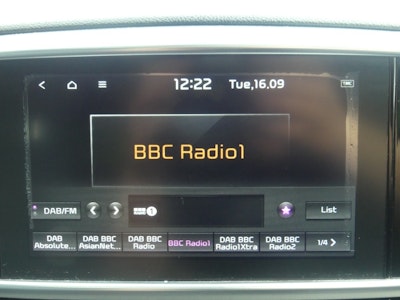 12:22 Tue,16.09
BBC Radio1
DAB/FM
1
List
DAB Absolute...
DAB BBC AsianNet...
DAB BBC Radio
BBC Radio1
DAB BBC Radio1Xtra
DAB BBC Radio2
1/4